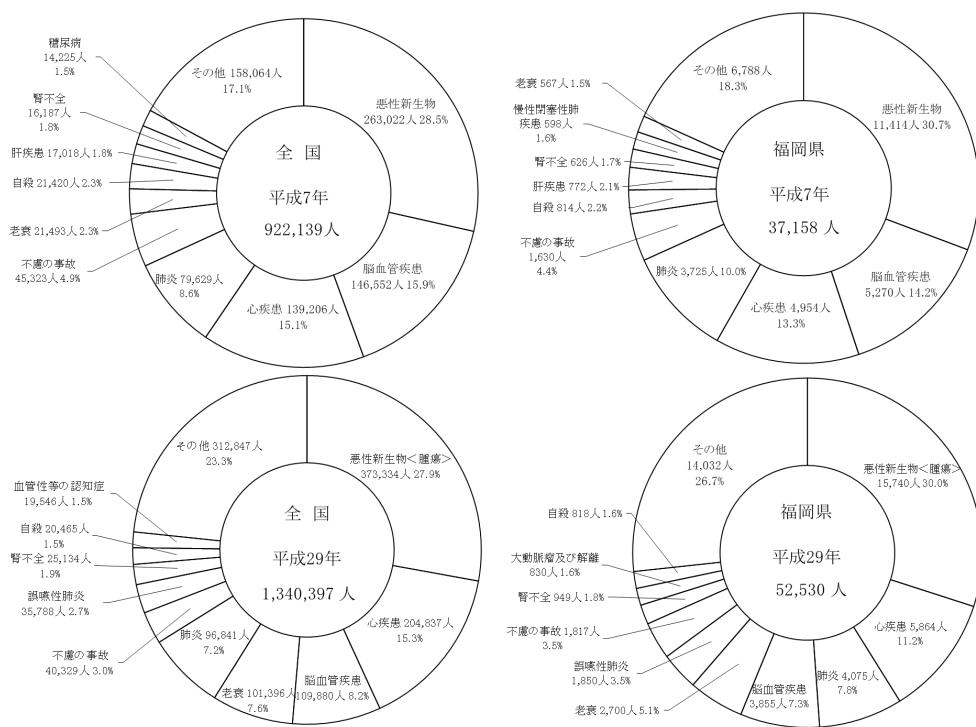 全 国
平成7年
922,139人
悪性新生物
263,022人 28.5%
脳血管疾患
146,552人 15.9%
心疾患 139,206人
15.1%
肺炎 79,629人
8.6%
不慮の事故
45,323人 4.9%
老衰 21,493人 2.3%
自殺 21,420人 2.3%
肝疾患 17,018人 1.8%
腎不全
16,187人
1.8%
糖尿病
14,225人
1.5%
その他 158,064人
17.1%
福岡県
平成7年
37,158 人
悪性新生物
11,414人 30.7%
脳血管疾患
5,270人 14.2%
心疾患 4,954人
13.3%
肺炎 3,725人 10.0%
不慮の事故
1,630人
4.4%
自殺 814人 2.2%
肝疾患 772人 2.1%
腎不全 626人 1.7%
慢性閉塞性肺
疾患 598人
1.6%
老衰 567人 1.5%
その他 6,788人
18.3%
全 国
平成29年
1,340,397 人
悪性新生物＜腫瘍＞
373,334人 27.9%
心疾患 204,837人
15.3%
脳血管疾患
109,880人 8.2%
老衰 101,396人
7.6%
肺炎 96,841人
7.2%
不慮の事故
40,329人 3.0%
誤嚥性肺炎
35,788人 2.7%
腎不全 25,134人
1.9%
自殺 20,465人
1.5%
血管性等の認知症
19,546人 1.5%
その他 312,847人
23.3%
福岡県
平成29年
52,530 人
悪性新生物＜腫瘍＞
15,740人 30.0%
心疾患 5,864人
11.2%
肺炎 4,075人
7.8%
脳血管疾患
3,855人 7.3%
老衰 2,700人 5.1%
誤嚥性肺炎
1,850人 3.5%
不慮の事故 1,817人
3.5%
腎不全 949人 1.8%
大動脈瘤及び解離
830人 1.6%
自殺 818人 1.6%
その他
14,032人
26.7%